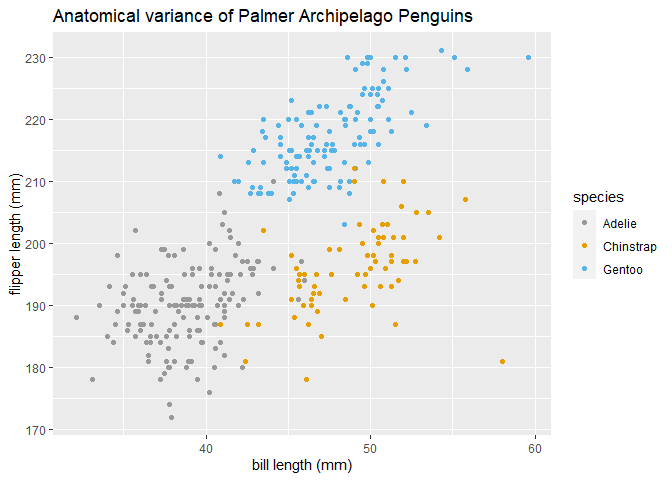 Anatomical variance of Palmer Archipelago Penguins
flipper length (mm)
230
220
210
200
190
180
170
40
50
60
bill length (mm)
species
Adelie
Chinstrap
Gentoo